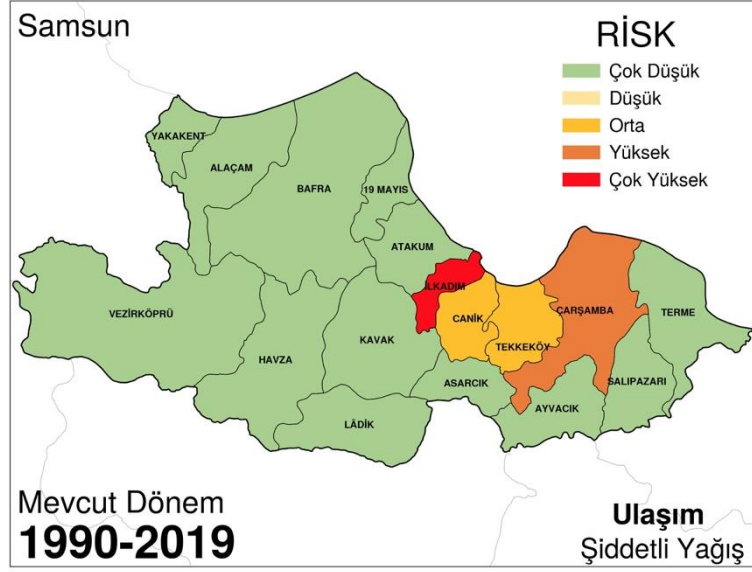 Samsun
RİSK
Çok Düşük
Düşük
Orta
Yüksek
Çok Yüksek
YAKAKENT
ALAÇAM
BAFRA
19 MAYIS
ATAKUM
İLKADIM
VEZİRKÖPRÜ
HAVZA
KAVAK
CANİK
TEKKEKÖY
ÇARŞAMBA
TERME
ASARCIK
SALIPAZARI
AYVACIK
LÂDİK
Mevcut Dönem
1990-2019
Ulaşım
Şiddetli Yağış